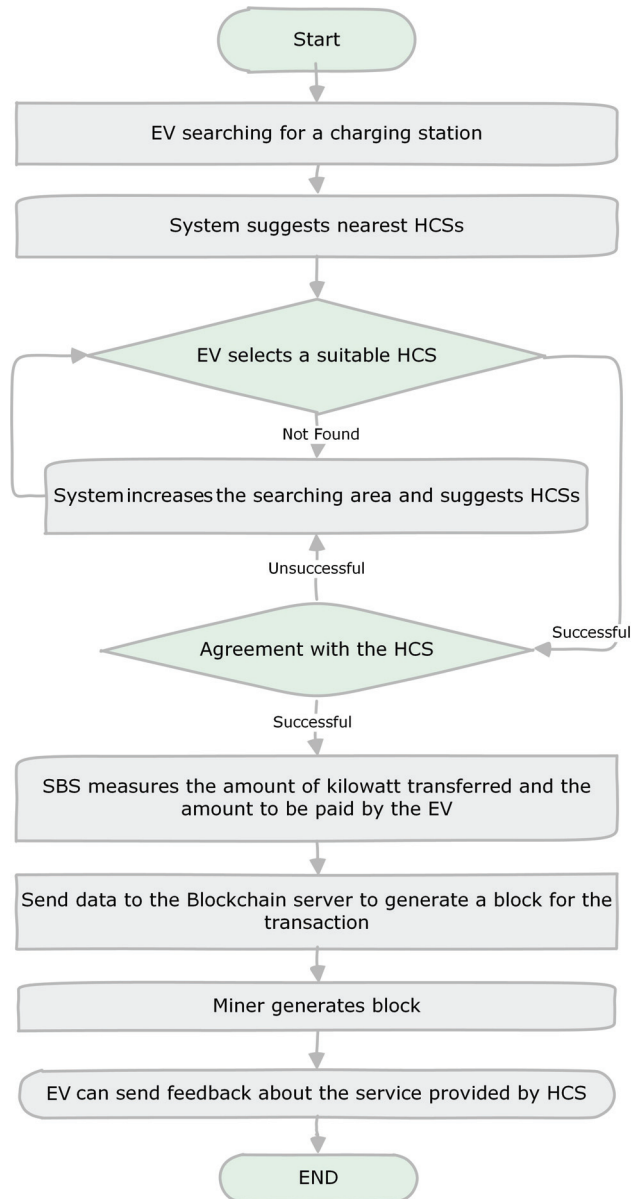 Start
EV searching for a charging station
System suggests nearest HCSs
EV selects a suitable HCS
Not Found
System increases the searching area and suggests HCSs
Unsuccessful
Successful
Agreement with the HCS
Successful
SBS measures the amount of kilowatt transferred and the
amount to be paid by the EV
Send data to the Blockchain server to generate a block for the
transaction
Miner generates block
EV can send feedback about the service provided by HCS
END